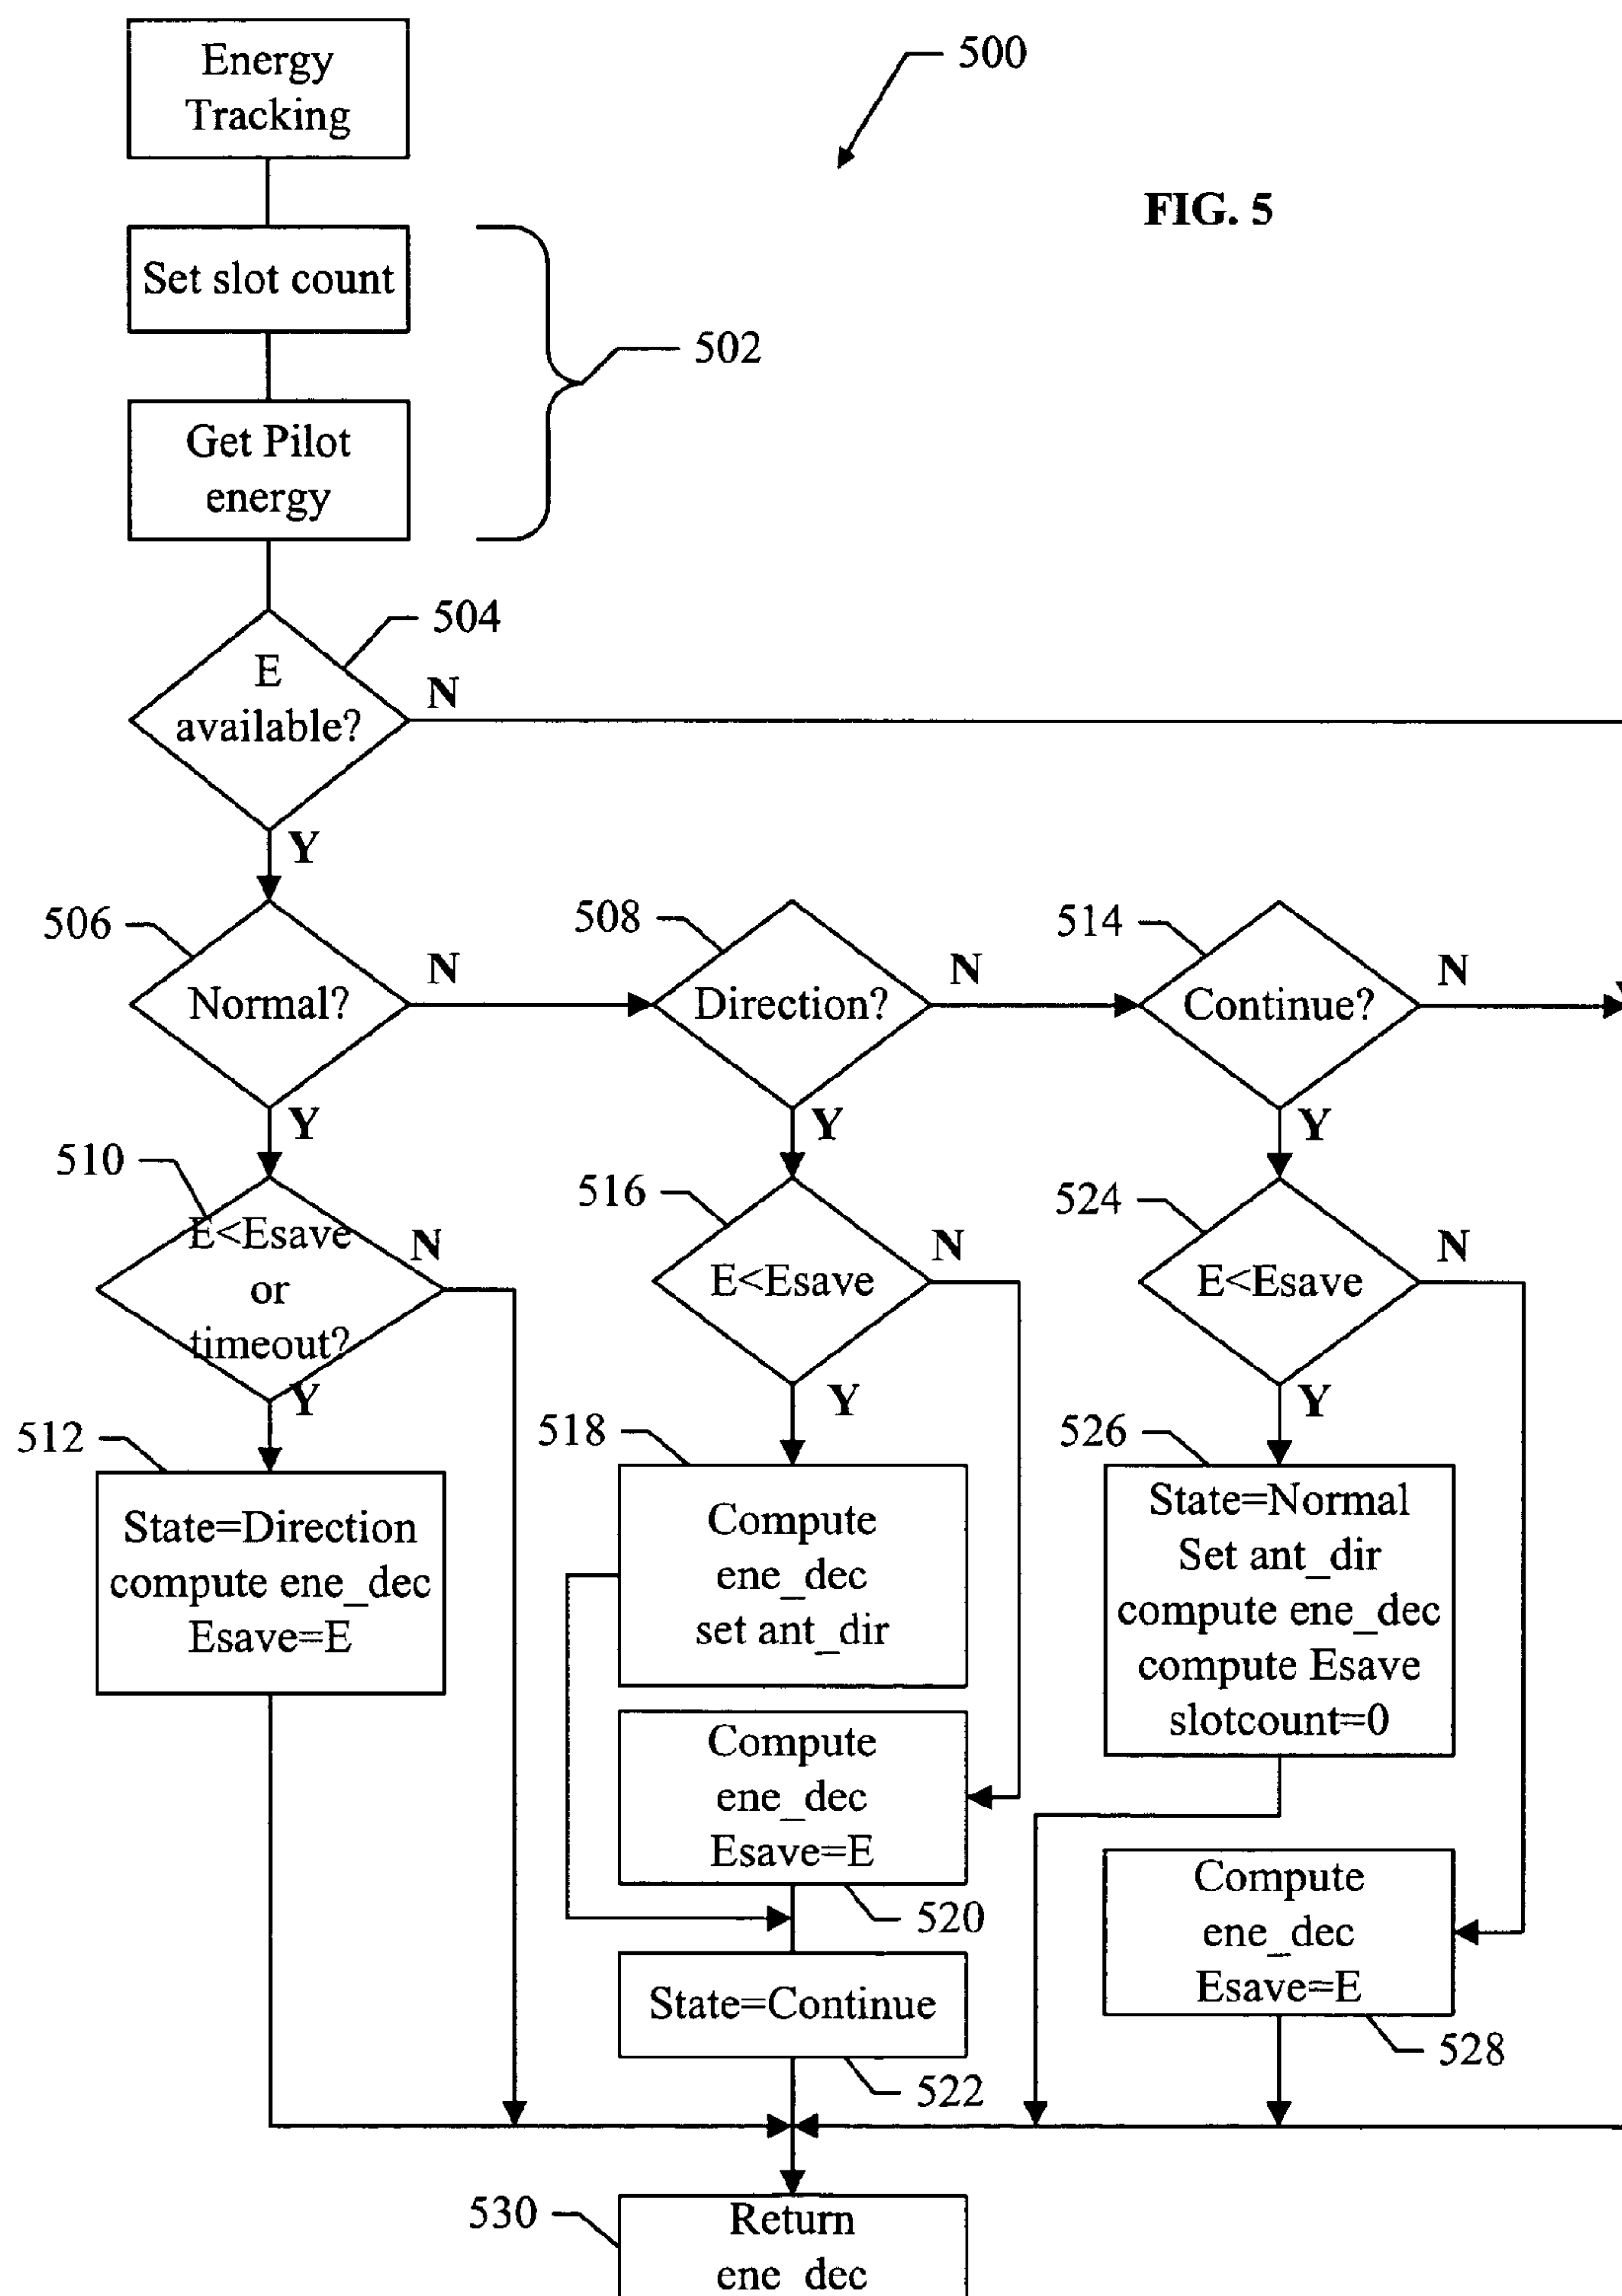 Energy
Tracking
500
FIG. 5
Set slot count
502
Get Pilot
energy
504
E
available?
N
Y
506
Normal?
N
508
Direction?
N
514
Continue?
N
Y
Y
Y
510
E<Esave
or
timeout?
N
Y
516
E<Esave
N
Y
524
E<Esave
N
Y
512
State=Direction
compute ene_dec
Esave=E
518
Compute
ene_dec
set ant_dir
526
State=Normal
Set ant_dir
compute ene_dec
compute Esave
slotcount=0
Compute
ene_dec
Esave=E
520
Compute
ene_dec
Esave=E
528
State=Continue
522
530
Return
ene_dec